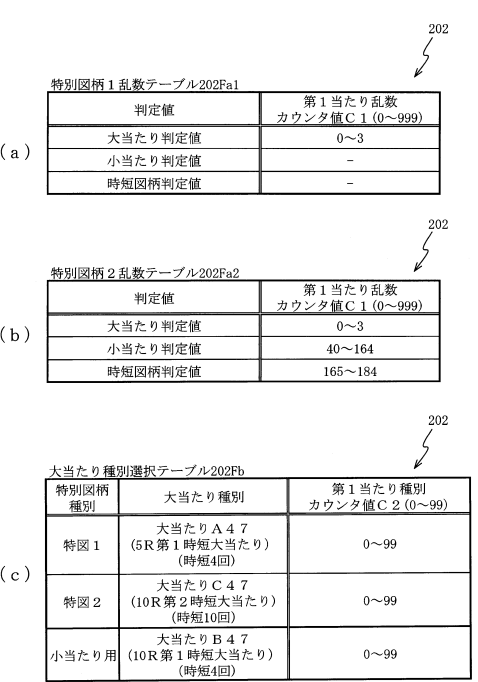 202
特別図柄1乱数テーブル202Fa1
判定値
第1当たり乱数
カウンタ値C1(0~999)
(a)
大当たり判定値
0~3
小当たり判定値
-
時短図柄判定値
-
202
特別図柄2乱数テーブル202Fa2
判定値
第1当たり乱数
カウンタ値C1(0~999)
(b)
大当たり判定値
0~3
小当たり判定値
40~164
時短図柄判定値
165~184
202
大当たり種別選択テーブル202Fb
特別図柄
種別
大当たり種別
第1当たり種別
カウンタ値C2(0~99)
(c)
特図1
大当たりA47
(5R第1時短大当たり)
(時短4回)
0~99
特図2
大当たりC47
(10R第2時短大当たり)
(時短10回)
0~99
小当たり用
大当たりB47
(10R第1時短大当たり)
(時短4回)
0~99